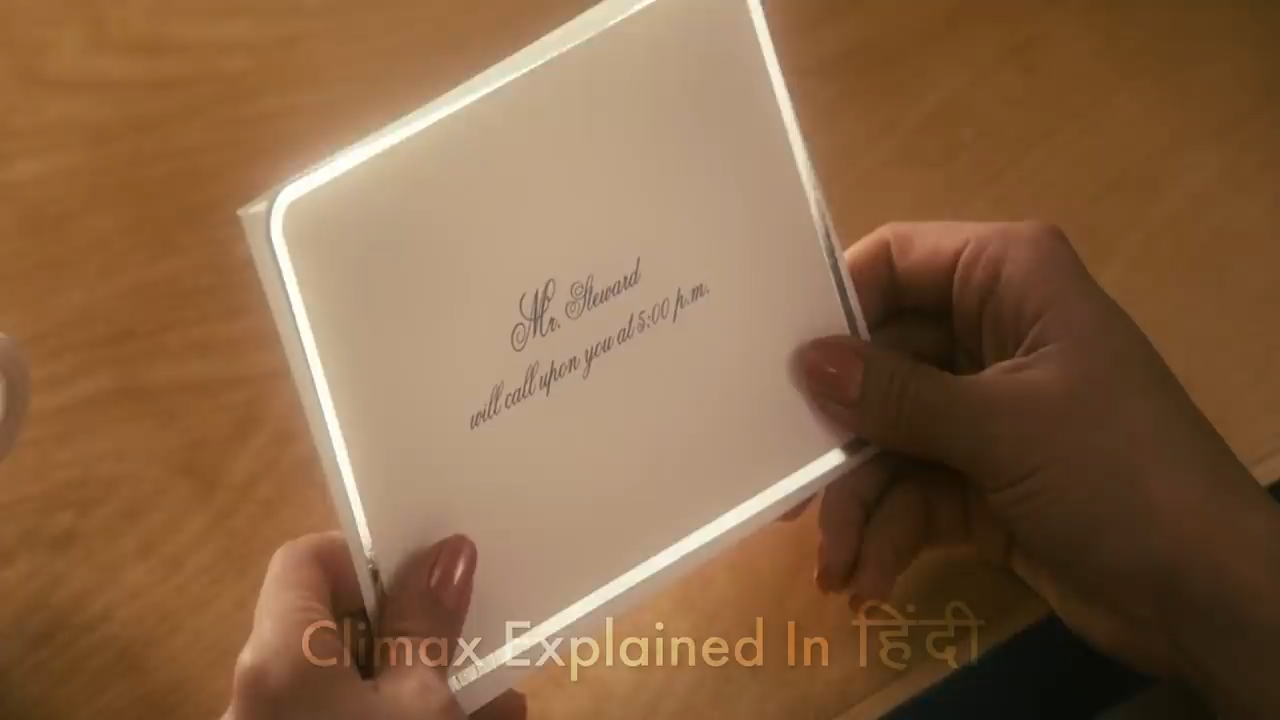 Mr. Steward
will call upon you at 5:00 p.m.
Climax Explained In हिंदी